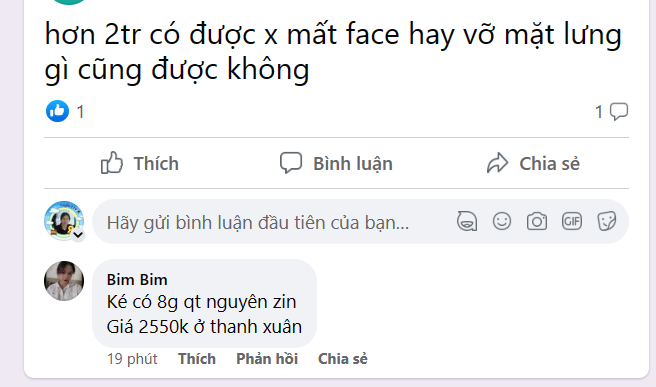 hơn 2tr có được x mất face hay vỡ mặt lưng
gì cũng được không
1
1
Thích
Bình luận
Chia sẻ
Hãy gửi bình luận đầu tiên của bạn...
GIF
Bim Bim
Ké có 8g qt nguyên zin
Giá 2550k ở thanh xuân
19 phút Thích Phản hồi Chia sẻ